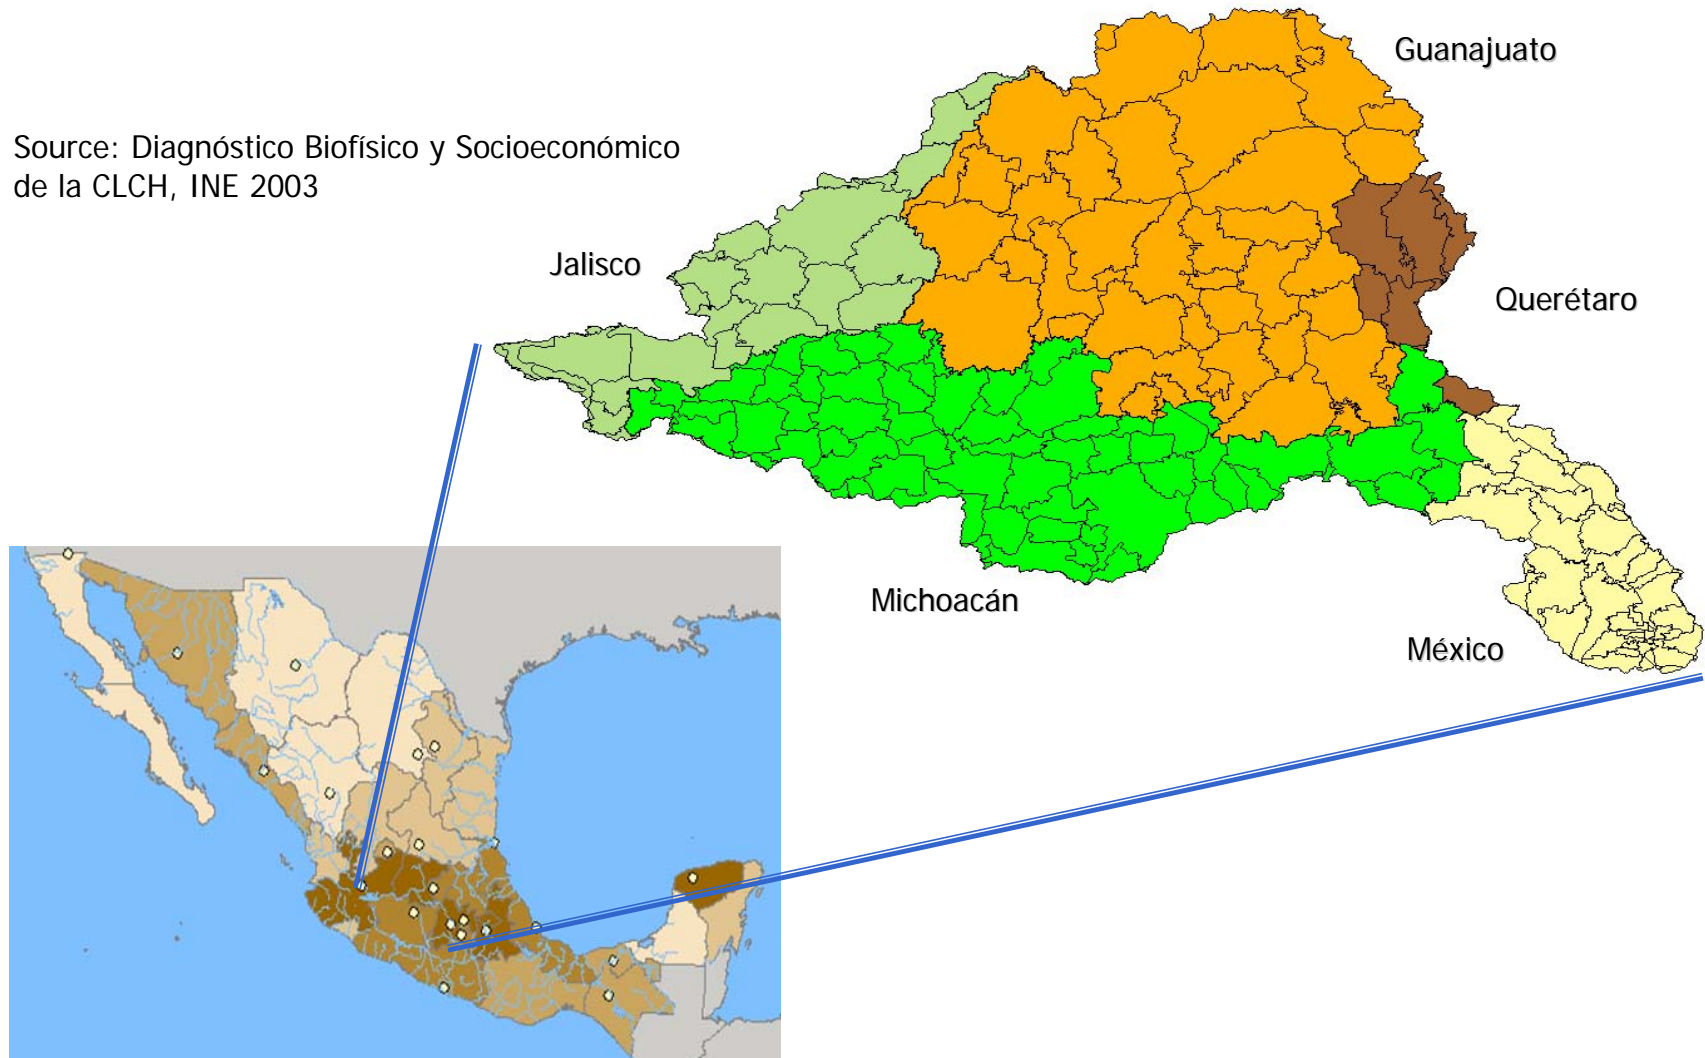 Guanajuato
Source: Diagnóstico Biofísico y Socioeconómico
de la CLCH, INE 2003
Jalisco
Querétaro
Michoacán
México